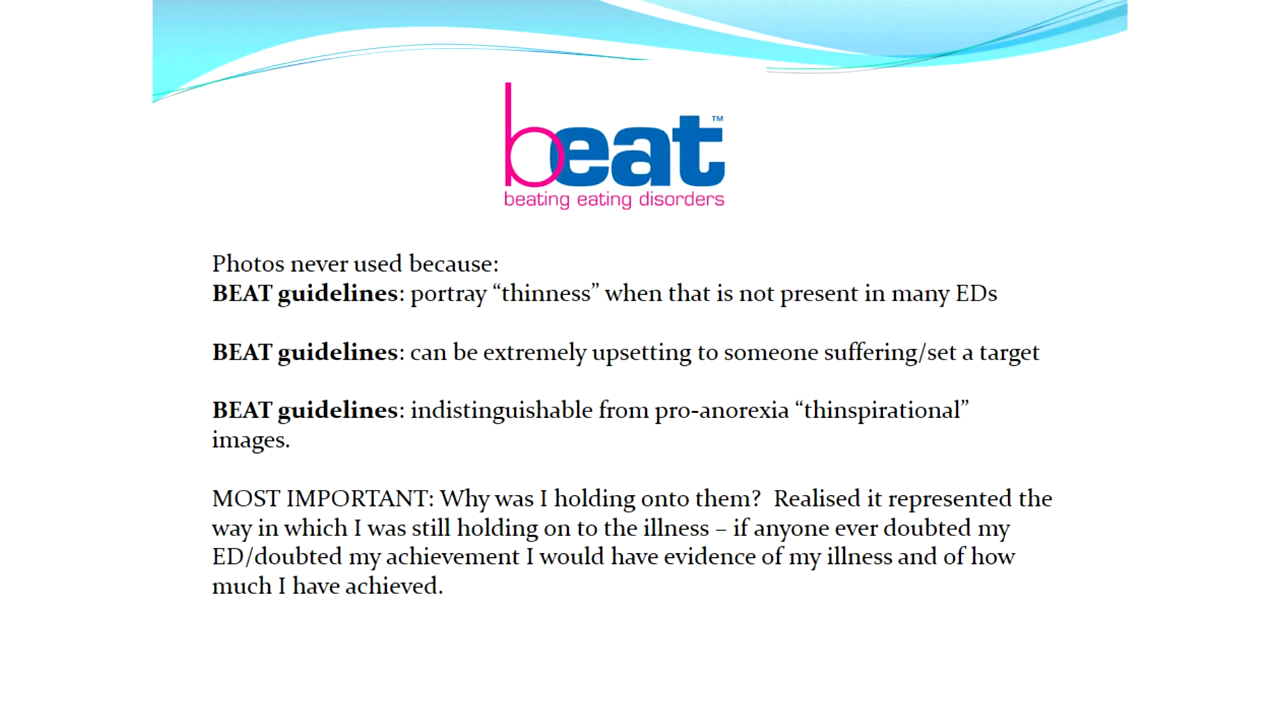 beat™
beating eating disorders
Photos never used because:
BEAT guidelines: portray “thinness” when that is not present in many EDs
BEAT guidelines: can be extremely upsetting to someone suffering/set a target
BEAT guidelines: indistinguishable from pro-anorexia “thinspirational”
images.
MOST IMPORTANT: Why was I holding onto them?  Realised it represented the
way in which I was still holding on to the illness – if anyone ever doubted my
ED/doubted my achievement I would have evidence of my illness and of how
much I have achieved.